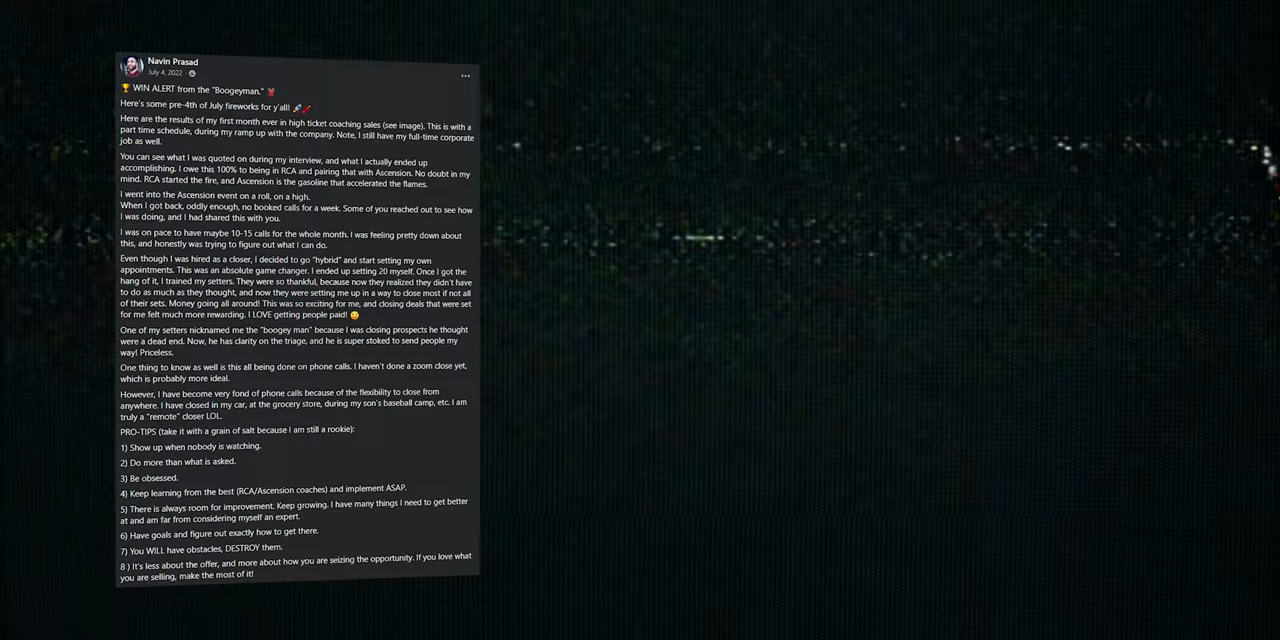 Navin Prasad
July 4, 2022 ·
🏆 WIN ALERT from the "Boogeyman." 👹
Here's some pre-4th of July fireworks for y'all! 🚀🧨
Here are the results of my first month ever in high ticket coaching sales (see image). This is with a
part time schedule, during my ramp up with the company. Note, I still have my full-time corporate
job as well.
You can see what I was quoted on during my interview, and what I actually ended up
accomplishing. I owe this 100% to being in RCA and pairing that with Ascension. No doubt in my
mind. RCA started the fire, and Ascension is the gasoline that accelerated the flames.
I went into the Ascension event on a roll, on a high.
When I got back, oddly enough, no booked calls for a week. Some of you reached out to see how
I was doing, and I had shared this with you.
I was on pace to have maybe 10-15 calls for the whole month. I was feeling pretty down about
this, and honestly was trying to figure out what I can do.
Even though I was hired as a closer, I decided to go "hybrid" and start setting my own
appointments. This was an absolute game changer. I ended up setting 20 myself. Once I got the
hang of it, I trained my setters. They were so thankful, because now they realized they didn't have
to do as much as they thought, and now they were setting me up in a way to close most if not all
of their sets. Money going all around! This was so exciting for me, and closing deals that were set
for me felt much more rewarding. I LOVE getting people paid! 😀
One of my setters nicknamed me the "boogey man" because I was closing prospects he thought
were a dead end. Now, he has clarity on the triage, and he is super stoked to send people my
way! Priceless.
One thing to know as well is this all being done on phone calls. I haven't done a zoom close yet,
which is probably more ideal.
However, I have become very fond of phone calls because of the flexibility to close from
anywhere. I have closed in my car, at the grocery store, during my son's baseball camp, etc. I am
truly a "remote" closer LOL.
PRO-TIPS (take it with a grain of salt because I am still a rookie):
1) Show up when nobody is watching.
2) Do more than what is asked.
3) Be obsessed.
4) Keep learning from the best (RCA/Ascension coaches) and implement ASAP.
5) There is always room for improvement. Keep growing. I have many things I need to get better
at and am far from considering myself an expert.
6) Have goals and figure out exactly how to get there.
7) You WILL have obstacles, DESTROY them.
8 ) It's less about the offer, and more about how you are seizing the opportunity. If you love what
you are selling, make the most of it!